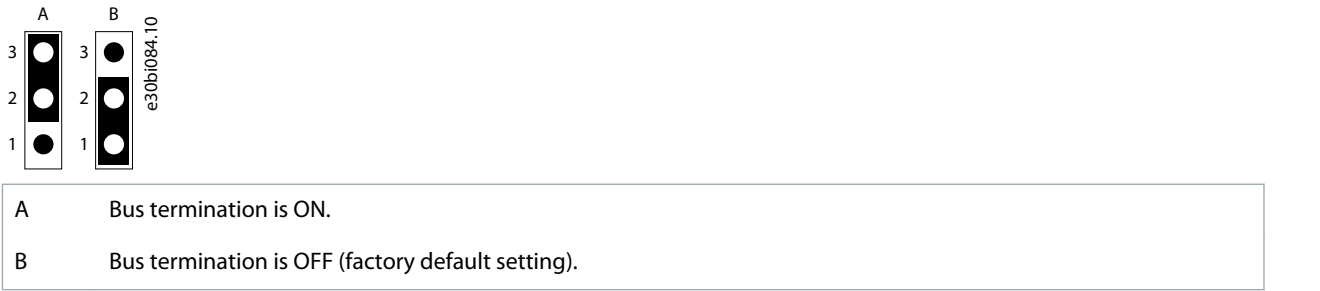 A B
3 3
2 2
1 1
e30bi084.10
A Bus termination is ON.
B Bus termination is OFF (factory default setting).